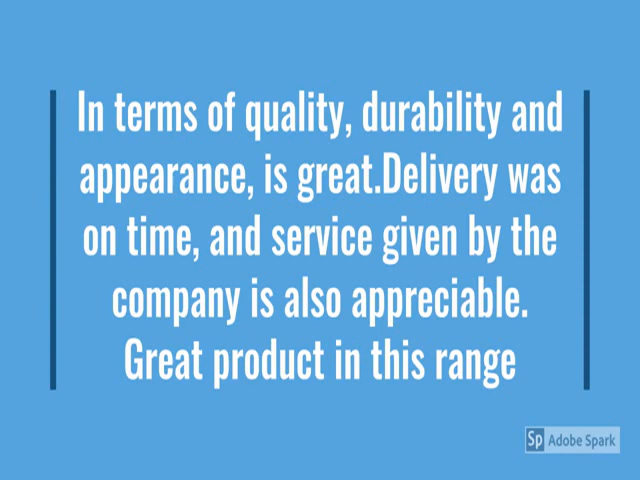 In terms of quality, durability and
appearance, is great.Delivery was
on time, and service given by the
company is also appreciable.
Great product in this range
Sp Adobe Spark